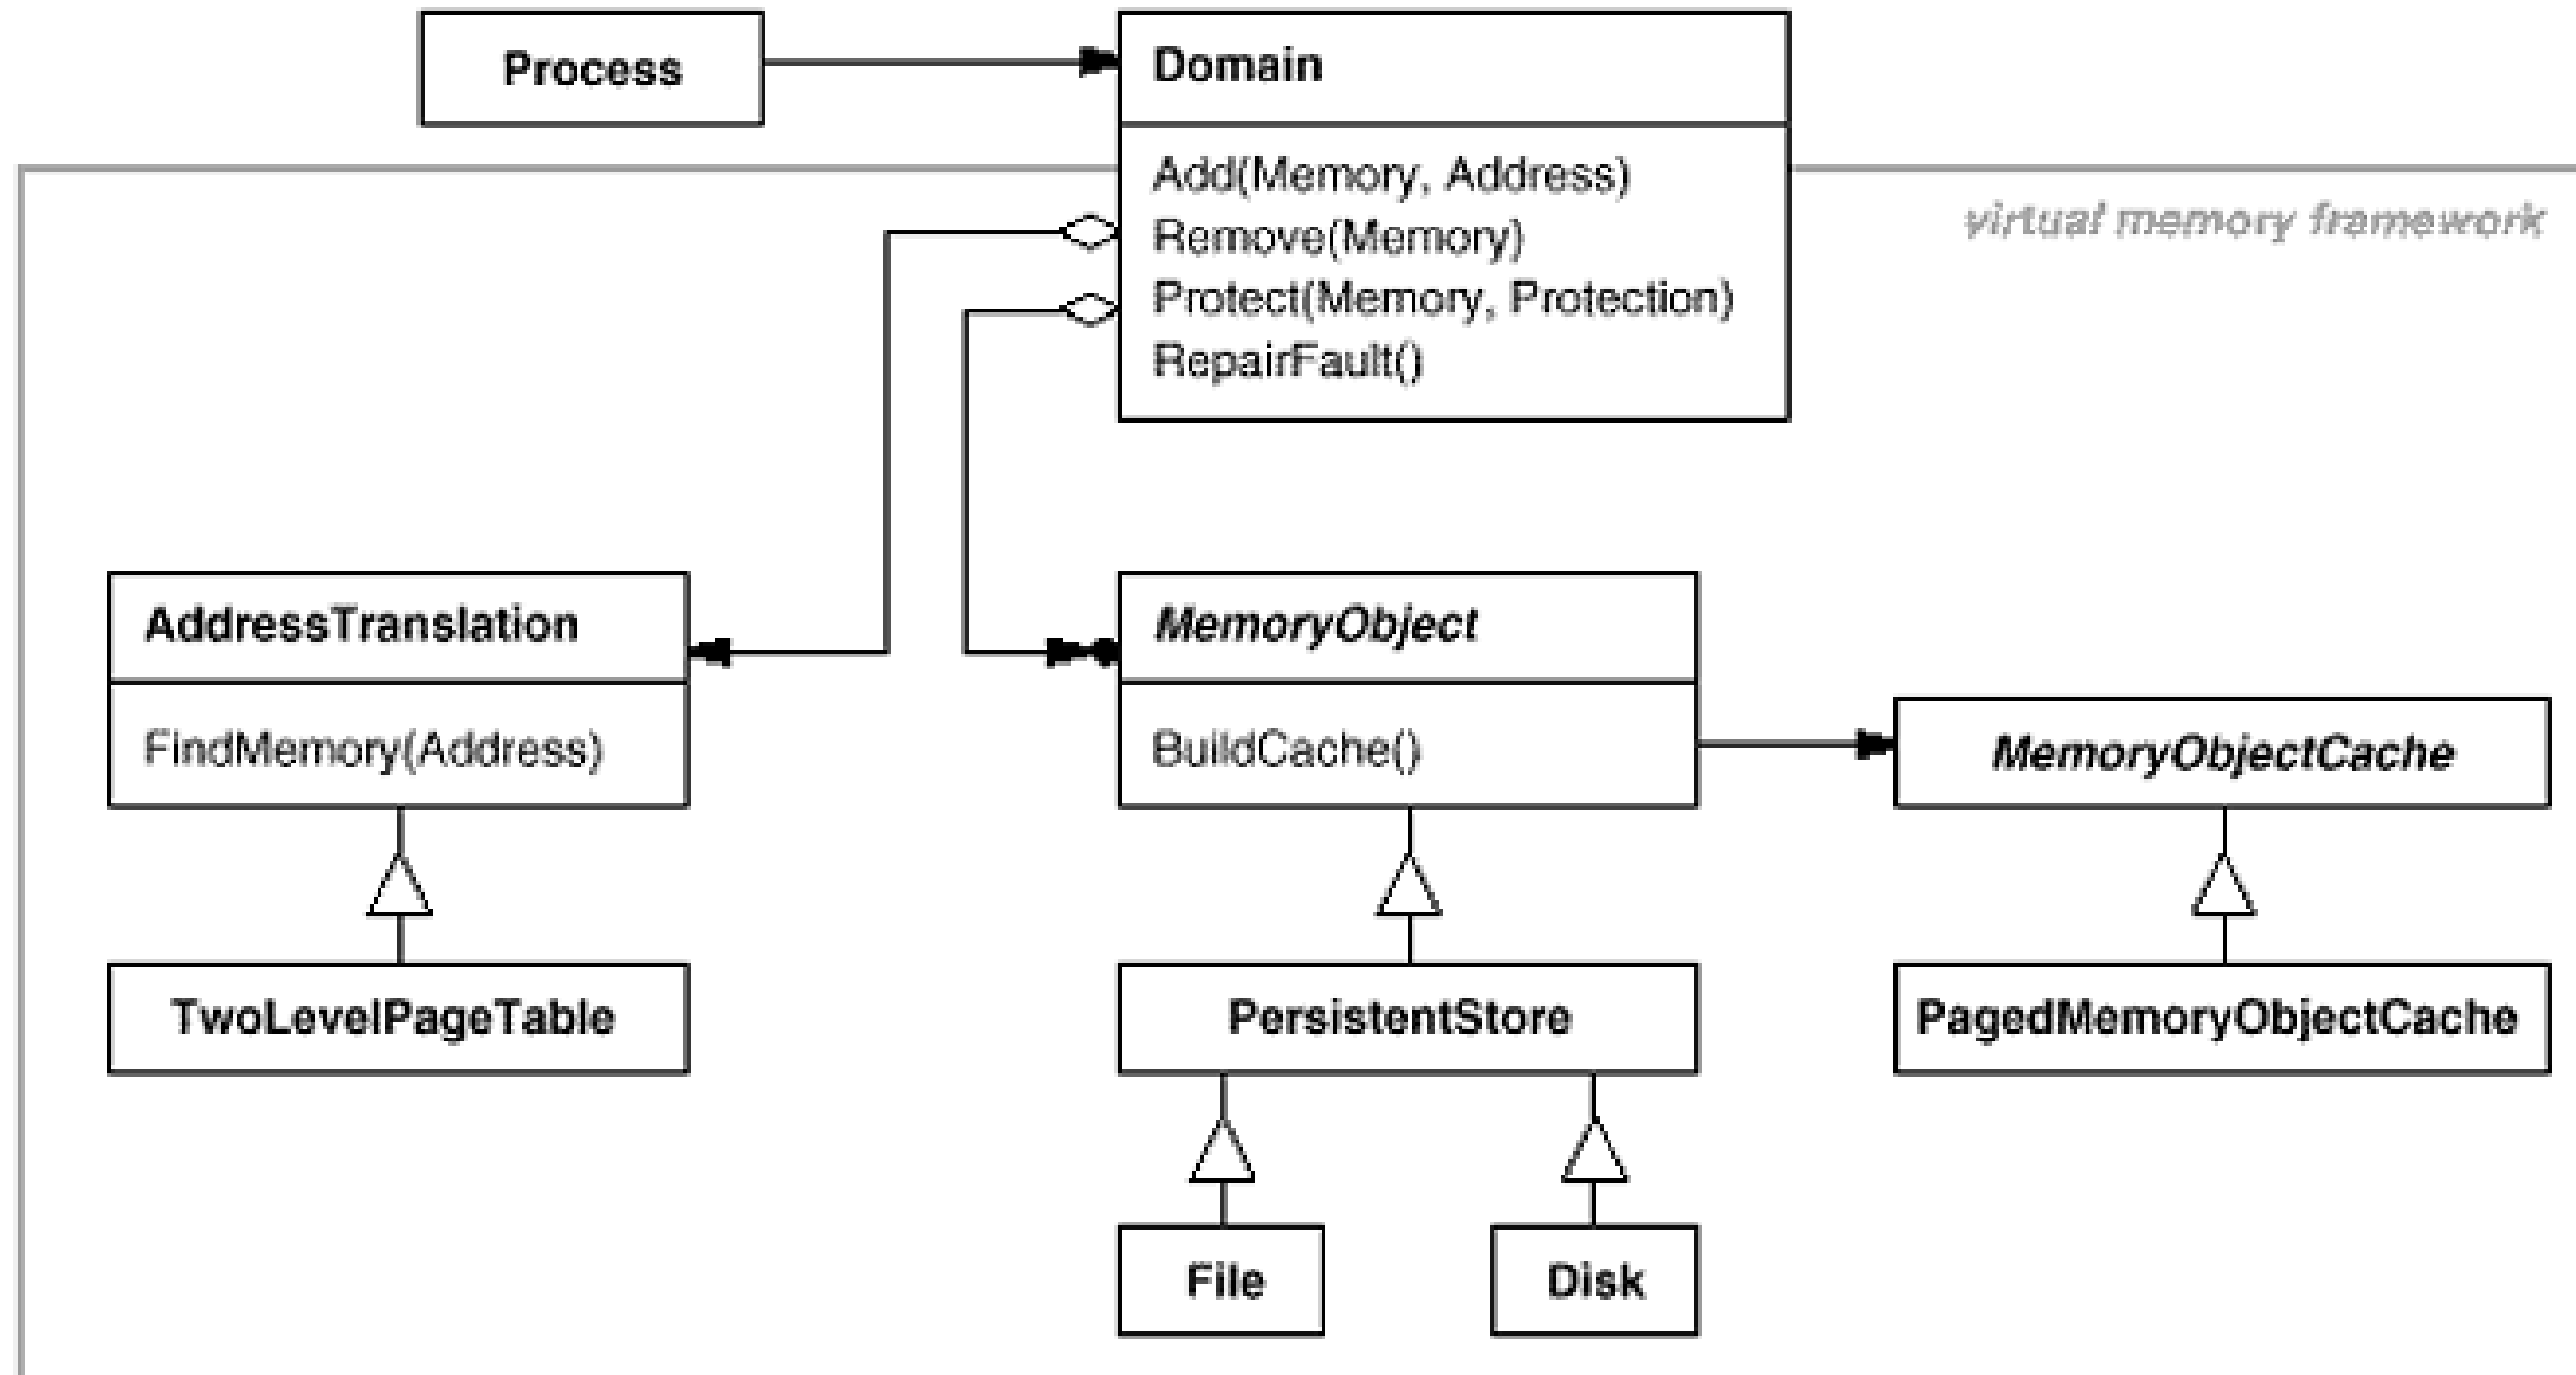 Process
Domain
Add(Memory, Address)
Remove(Memory)
Protect(Memory, Protection)
RepairFault()
virtual memory framework
AddressTranslation
FindMemory(Address)
MemoryObject
BuildCache()
MemoryObjectCache
TwoLevelPageTable
PersistentStore
PagedMemoryObjectCache
File
Disk